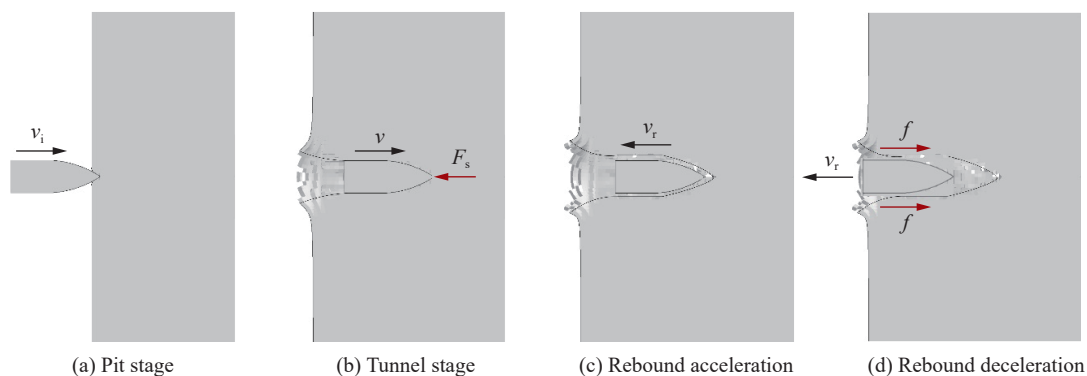 v_i
v
F_s
v_r
f
v_r
f
(a) Pit stage
(b) Tunnel stage
(c) Rebound acceleration
(d) Rebound deceleration